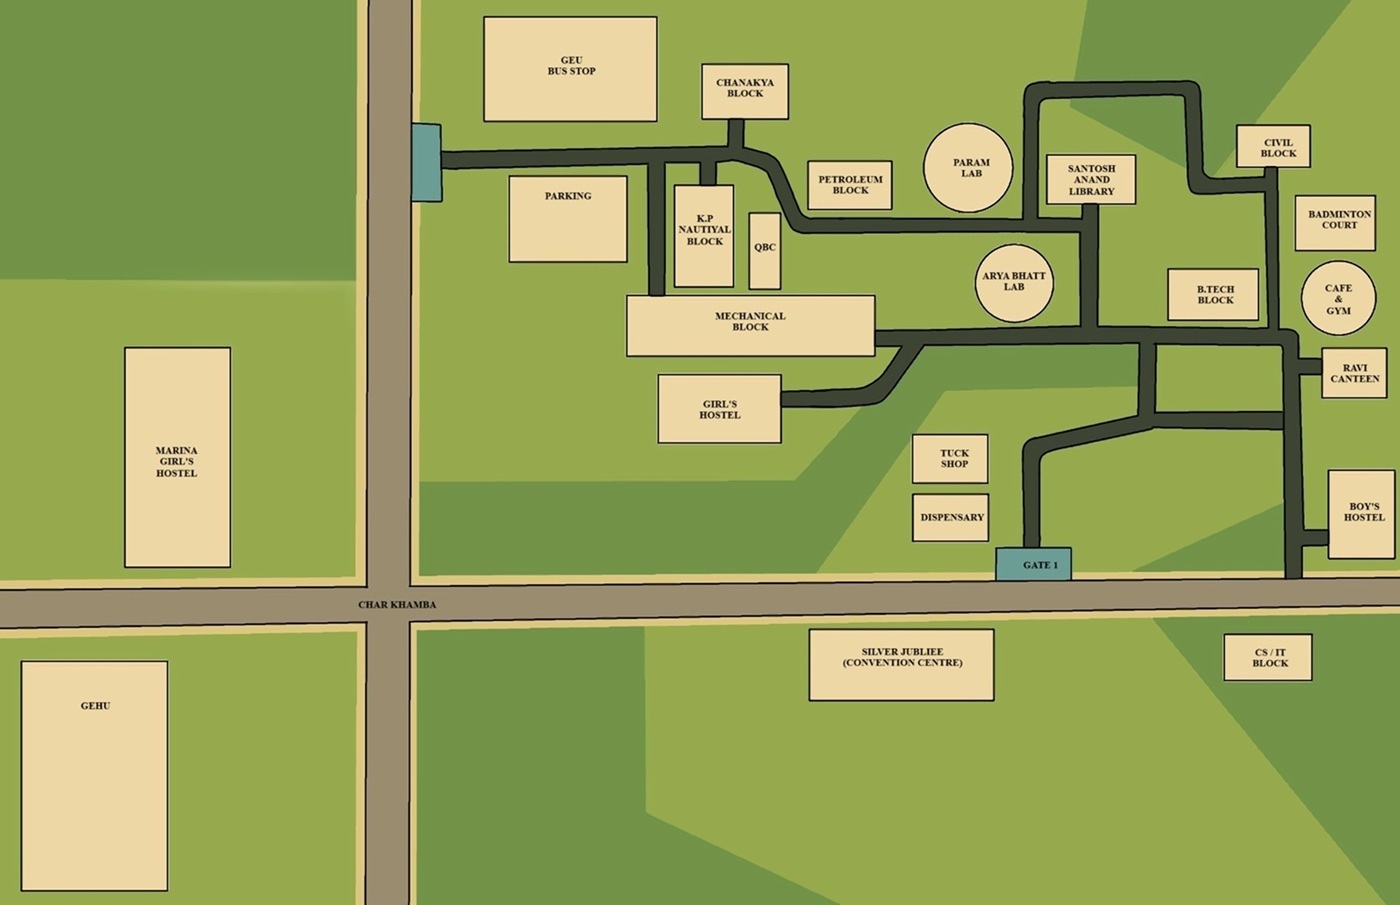 GEU
BUS STOP
CHANAKYA
BLOCK
PARKING
K.P
NAUTIYAL
BLOCK
QBC
PETROLEUM
BLOCK
PARAM
LAB
SANTOSH
ANAND
LIBRARY
CIVIL
BLOCK
BADMINTON
COURT
ARYA BHATT
LAB
B.TECH
BLOCK
CAFE
&
GYM
MECHANICAL
BLOCK
RAVI
CANTEEN
GIRL'S
HOSTEL
MARINA
GIRL'S
HOSTEL
TUCK
SHOP
DISPENSARY
BOY'S
HOSTEL
GATE 1
CHAR KHAMBA
SILVER JUBLIEE
(CONVENTION CENTRE)
CS / IT
BLOCK
GEHU